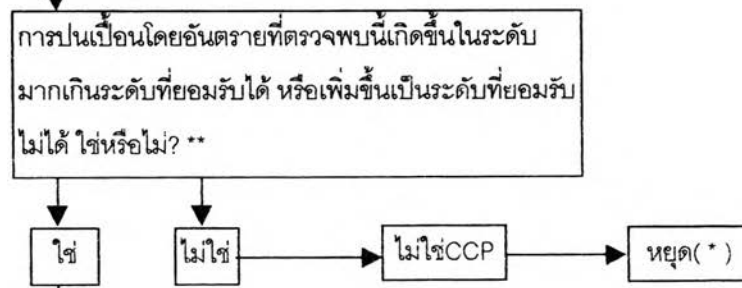 การปนเปื้อนโดยอันตรายที่ตรวจพบนี้เกิดขึ้นในระดับ
มากเกินระดับที่ยอมรับได้ หรือเพิ่มขึ้นเป็นระดับที่ยอมรับ
ไม่ได้ ใช่หรือไม่? **
ใช่
ไม่ใช่
ไม่ใช่CCP
หยุด( * )